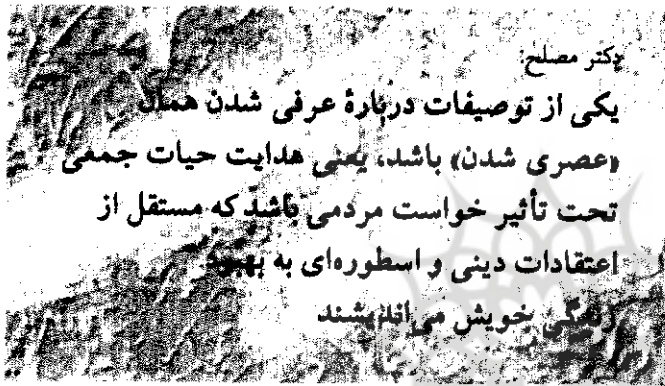 دکتر مصلح:
یکی از توصیفات دربارهٔ عرفی شدن همان
«عصری شدن» باشد، یعنی هدایت حیات جمعی
تحت تأثیر خواست مردمی باشد که مستقل از
اعتقادات دینی و اسطوره‌ای به بهبود
زندگی خویش می‌اندیشند